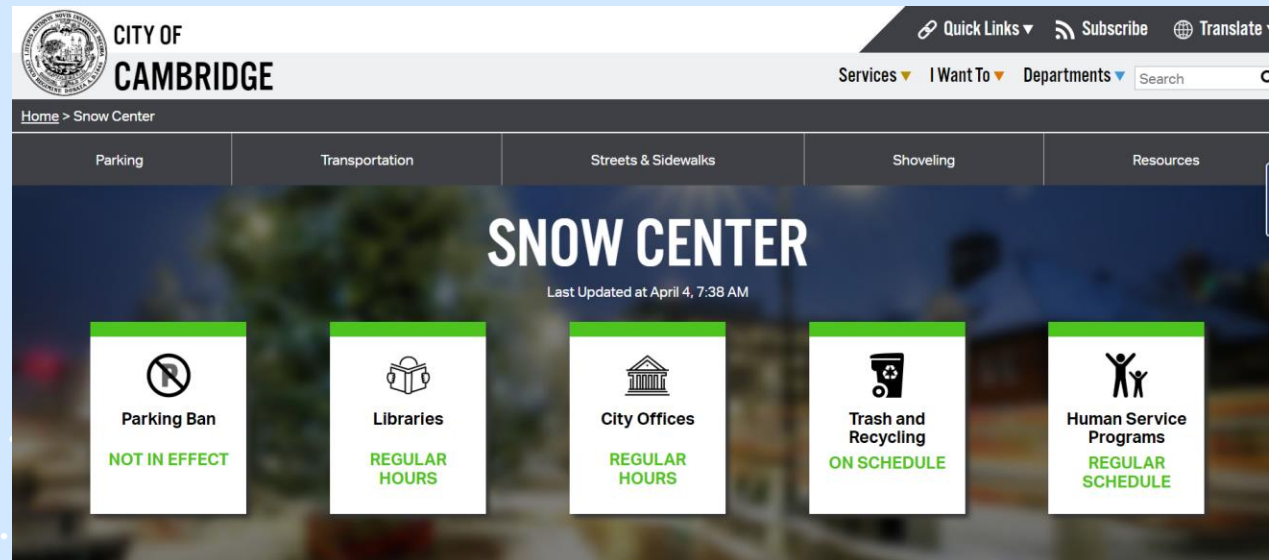 CITY OF
CAMBRIDGE
Quick Links
Subscribe
Translate
Services
I Want To
Departments
Search
Home > Snow Center
Parking
Transportation
Streets & Sidewalks
Shoveling
Resources
SNOW CENTER
Last Updated at April 4, 7:38 AM
Parking Ban
NOT IN EFFECT
Libraries
REGULAR
HOURS
City Offices
REGULAR
HOURS
Trash and
Recycling
ON SCHEDULE
Human Service
Programs
REGULAR
SCHEDULE